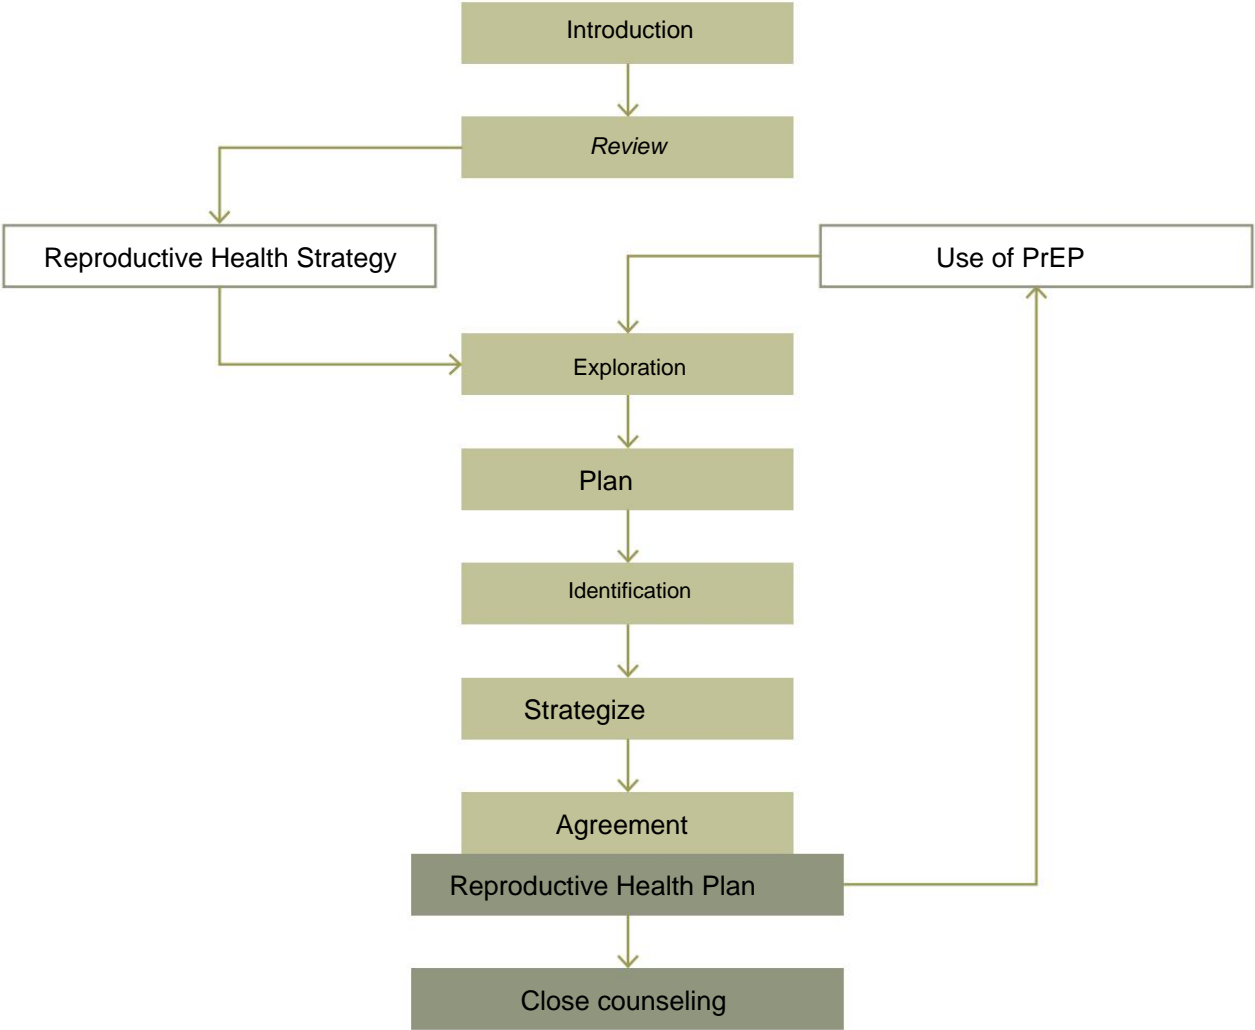 Introduction
Review
Reproductive Health Strategy
Use of PrEP
Exploration
Plan
Identification
Strategize
Agreement
Reproductive Health Plan
Close counseling